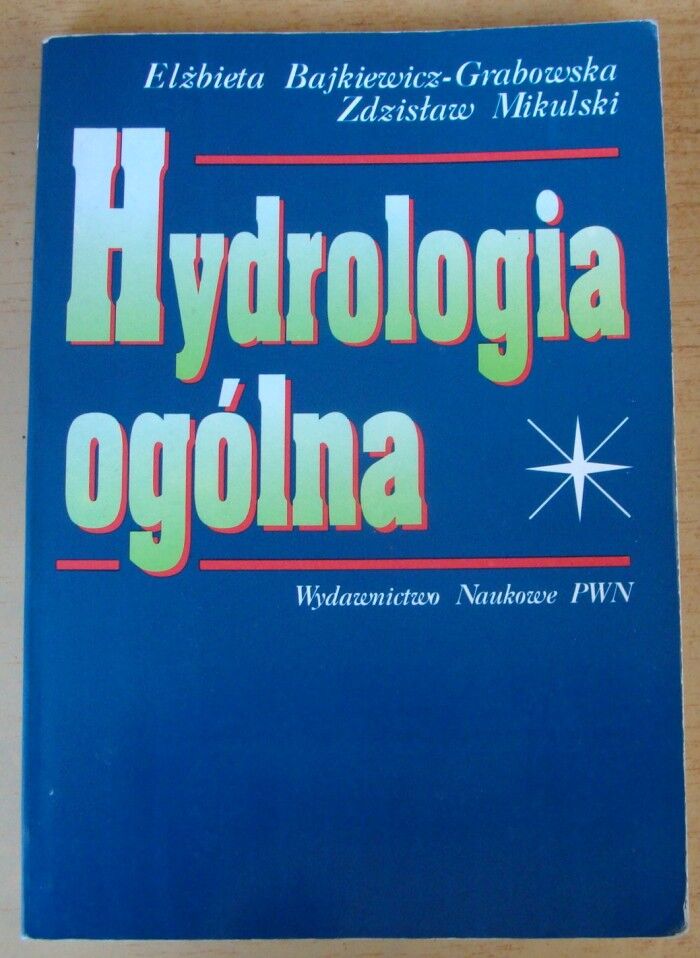 Elżbieta Bajkiewicz-Grabowska
Zdzisław Mikulski
Hydrologia
ogólna
Wydawnictwo Naukowe PWN